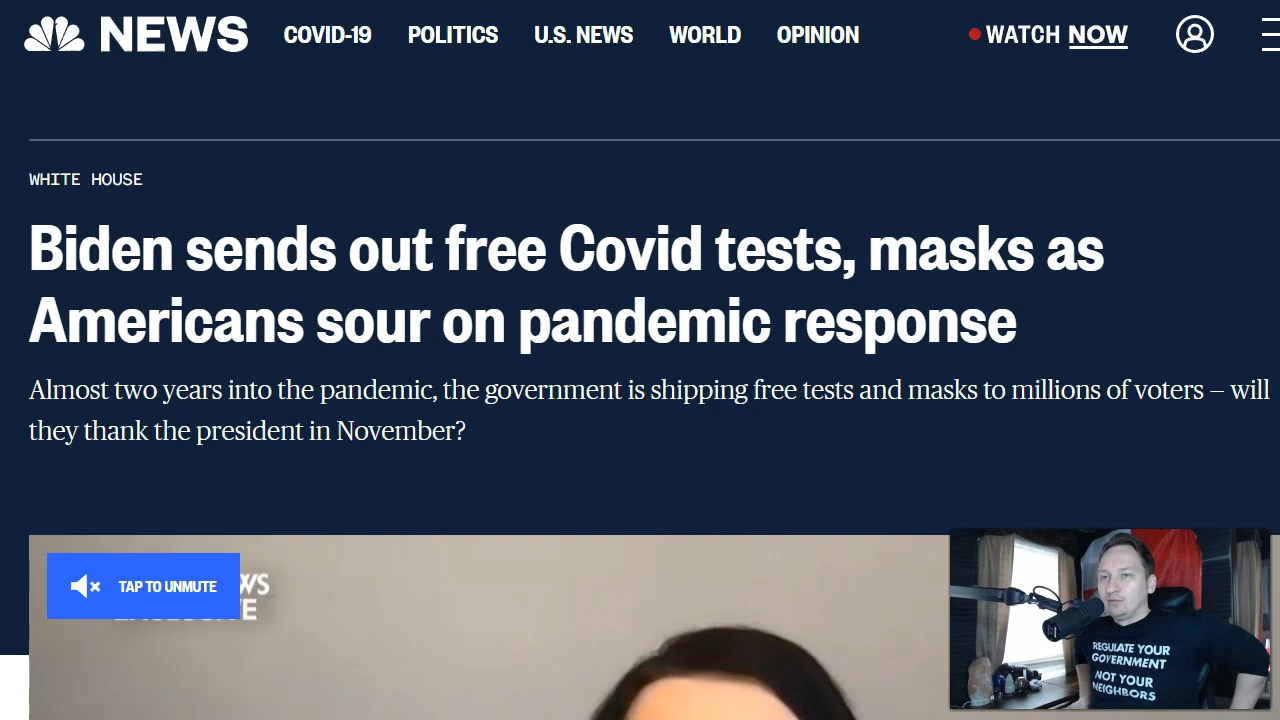 NEWS COVID-19 POLITICS U.S. NEWS WORLD OPINION WATCH NOW
WHITE HOUSE
Biden sends out free Covid tests, masks as
Americans sour on pandemic response
Almost two years into the pandemic, the government is shipping free tests and masks to millions of voters – will
they thank the president in November?
TAP TO UNMUTE
REGULATE YOUR
GOVERNMENT
NOT YOUR
NEIGHBORS